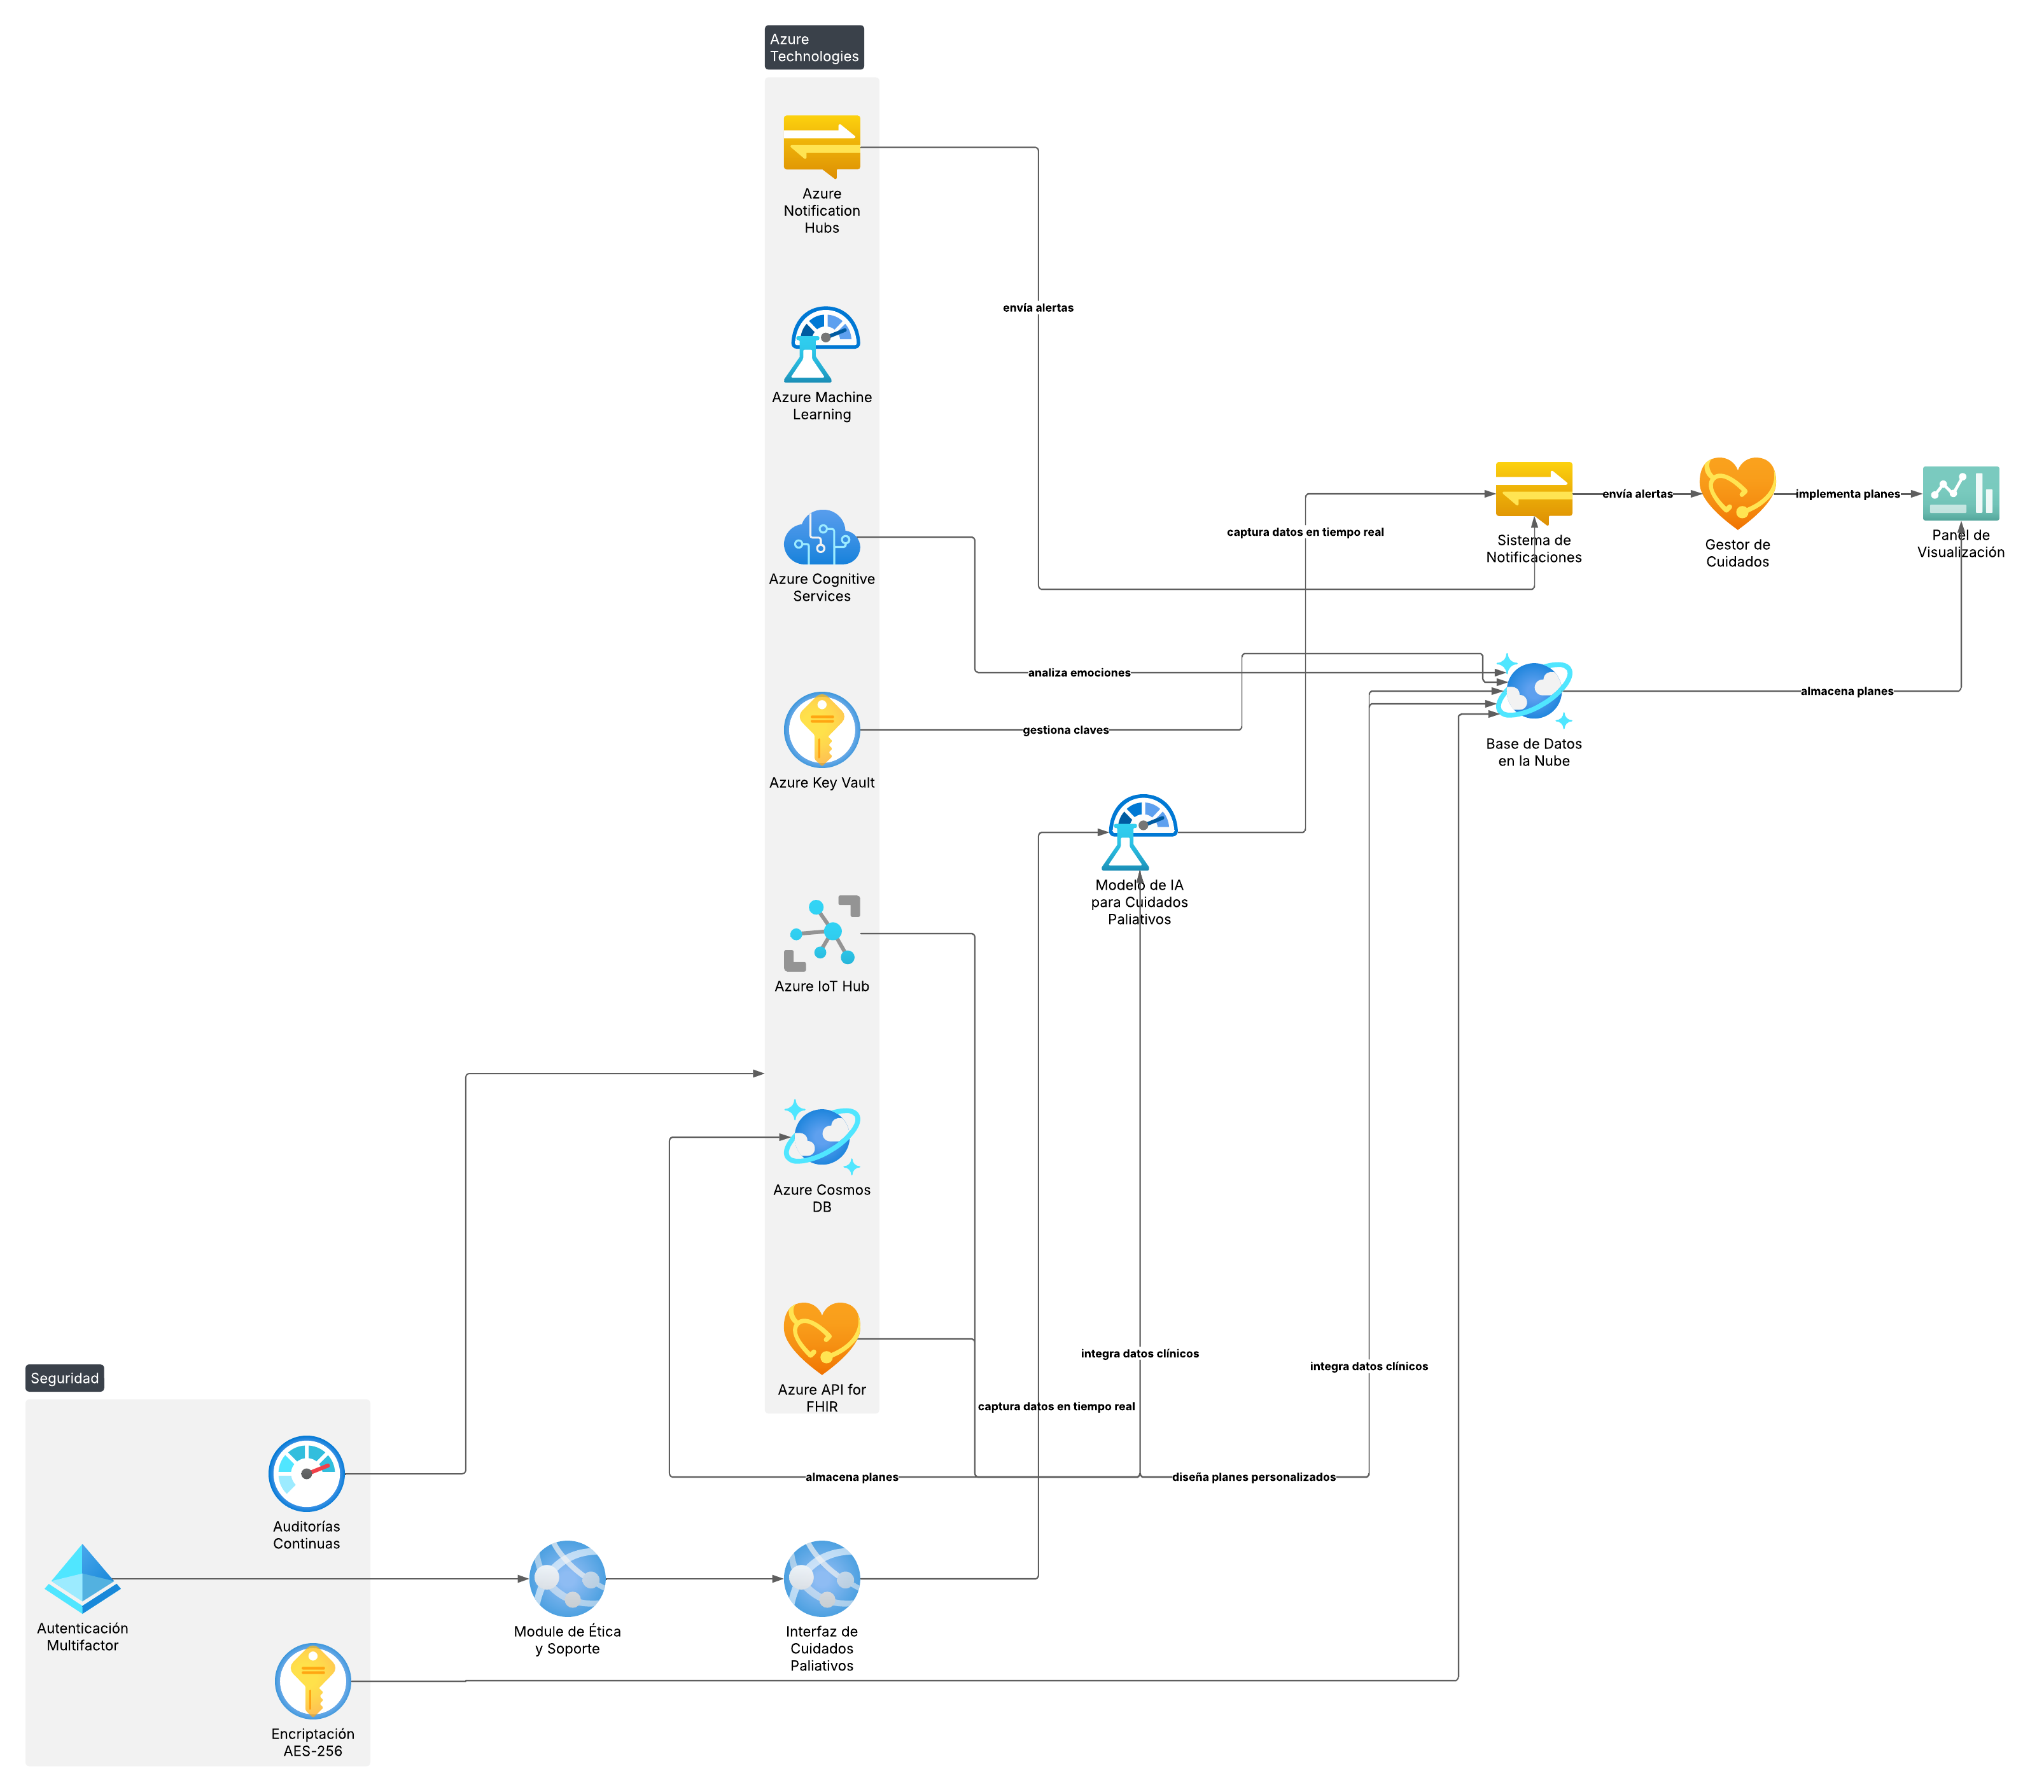 Azure
Technologies
Azure
Notification
Hubs
envía alertas
Azure Machine
Learning
envía alertas
implementa planes
captura datos en tiempo real
Sistema de
Notificaciones
Gestor de
Cuidados
Panel de
Visualización
Azure Cognitive
Services
analiza emociones
almacena planes
gestiona claves
Base de Datos
en la Nube
Azure Key Vault
Modelo de IA
para Cuidados
Paliativos
Azure IoT Hub
Azure Cosmos
DB
integra datos clínicos
integra datos clínicos
Seguridad
Azure API for
FHIR
captura datos en tiempo real
almacena planes
diseña planes personalizados
Auditorías
Continuas
Autenticación
Multifactor
Module de Ética
y Soporte
Interfaz de
Cuidados
Paliativos
Encriptación
AES-256